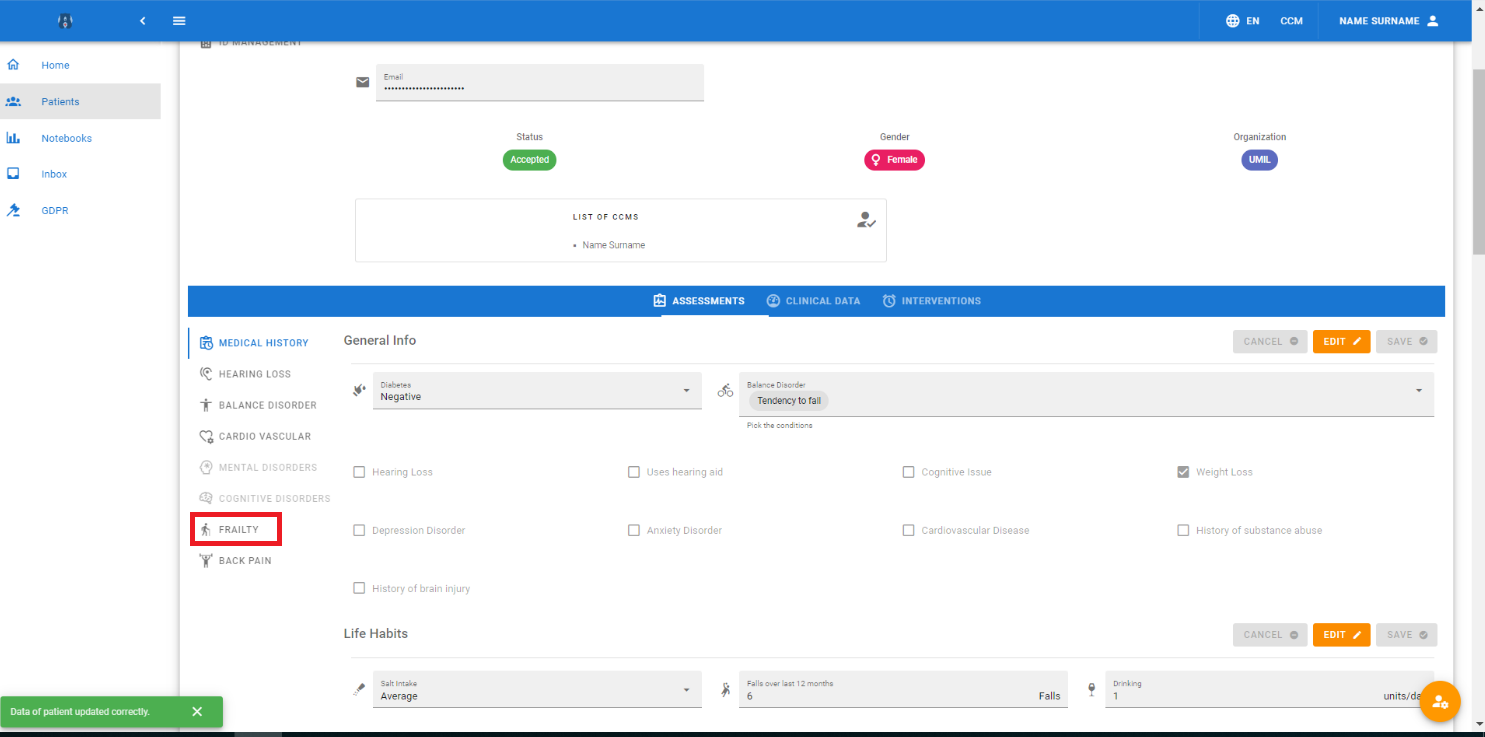 EN
CCM
NAME SURNAME
ID MANAGEMENT
Home
Patients
Notebooks
Inbox
GDPR
Email
•••••••••••••••••••••••
Status
Gender
Organization
Accepted
Female
UMIL
LIST OF CCMS
• Name Surname
ASSESSMENTS
CLINICAL DATA
INTERVENTIONS
MEDICAL HISTORY
HEARING LOSS
BALANCE DISORDER
CARDIO VASCULAR
MENTAL DISORDERS
COGNITIVE DISORDERS
FRAILTY
BACK PAIN
General Info
CANCEL
EDIT
SAVE
Diabetes
Negative
Balance Disorder
Tendency to fall
Pick the conditions
Hearing Loss
Uses hearing aid
Cognitive Issue
Weight Loss
Depression Disorder
Anxiety Disorder
Cardiovascular Disease
History of substance abuse
History of brain injury
Life Habits
CANCEL
EDIT
SAVE
Salt Intake
Average
Falls over last 12 months
6 Falls
Drinking
1 units/da
Data of patient updated correctly.